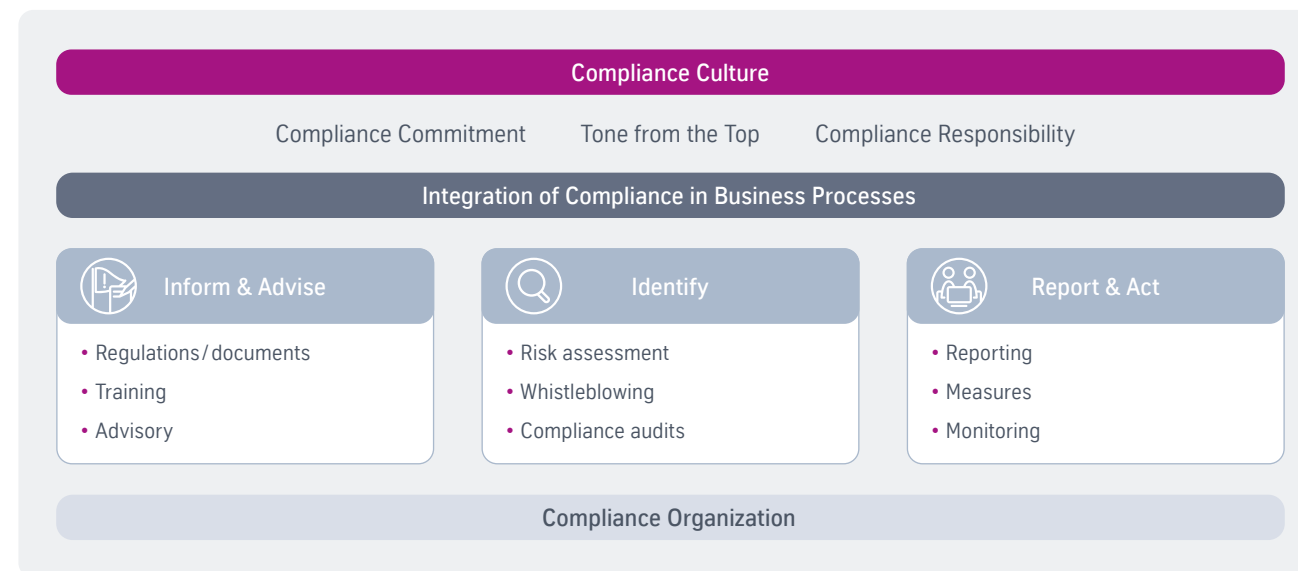 Compliance Culture
Compliance Commitment Tone from the Top Compliance Responsibility
Integration of Compliance in Business Processes
Inform & Advise
• Regulations/documents
• Training
• Advisory
Identify
• Risk assessment
• Whistleblowing
• Compliance audits
Report & Act
• Reporting
• Measures
• Monitoring
Compliance Organization